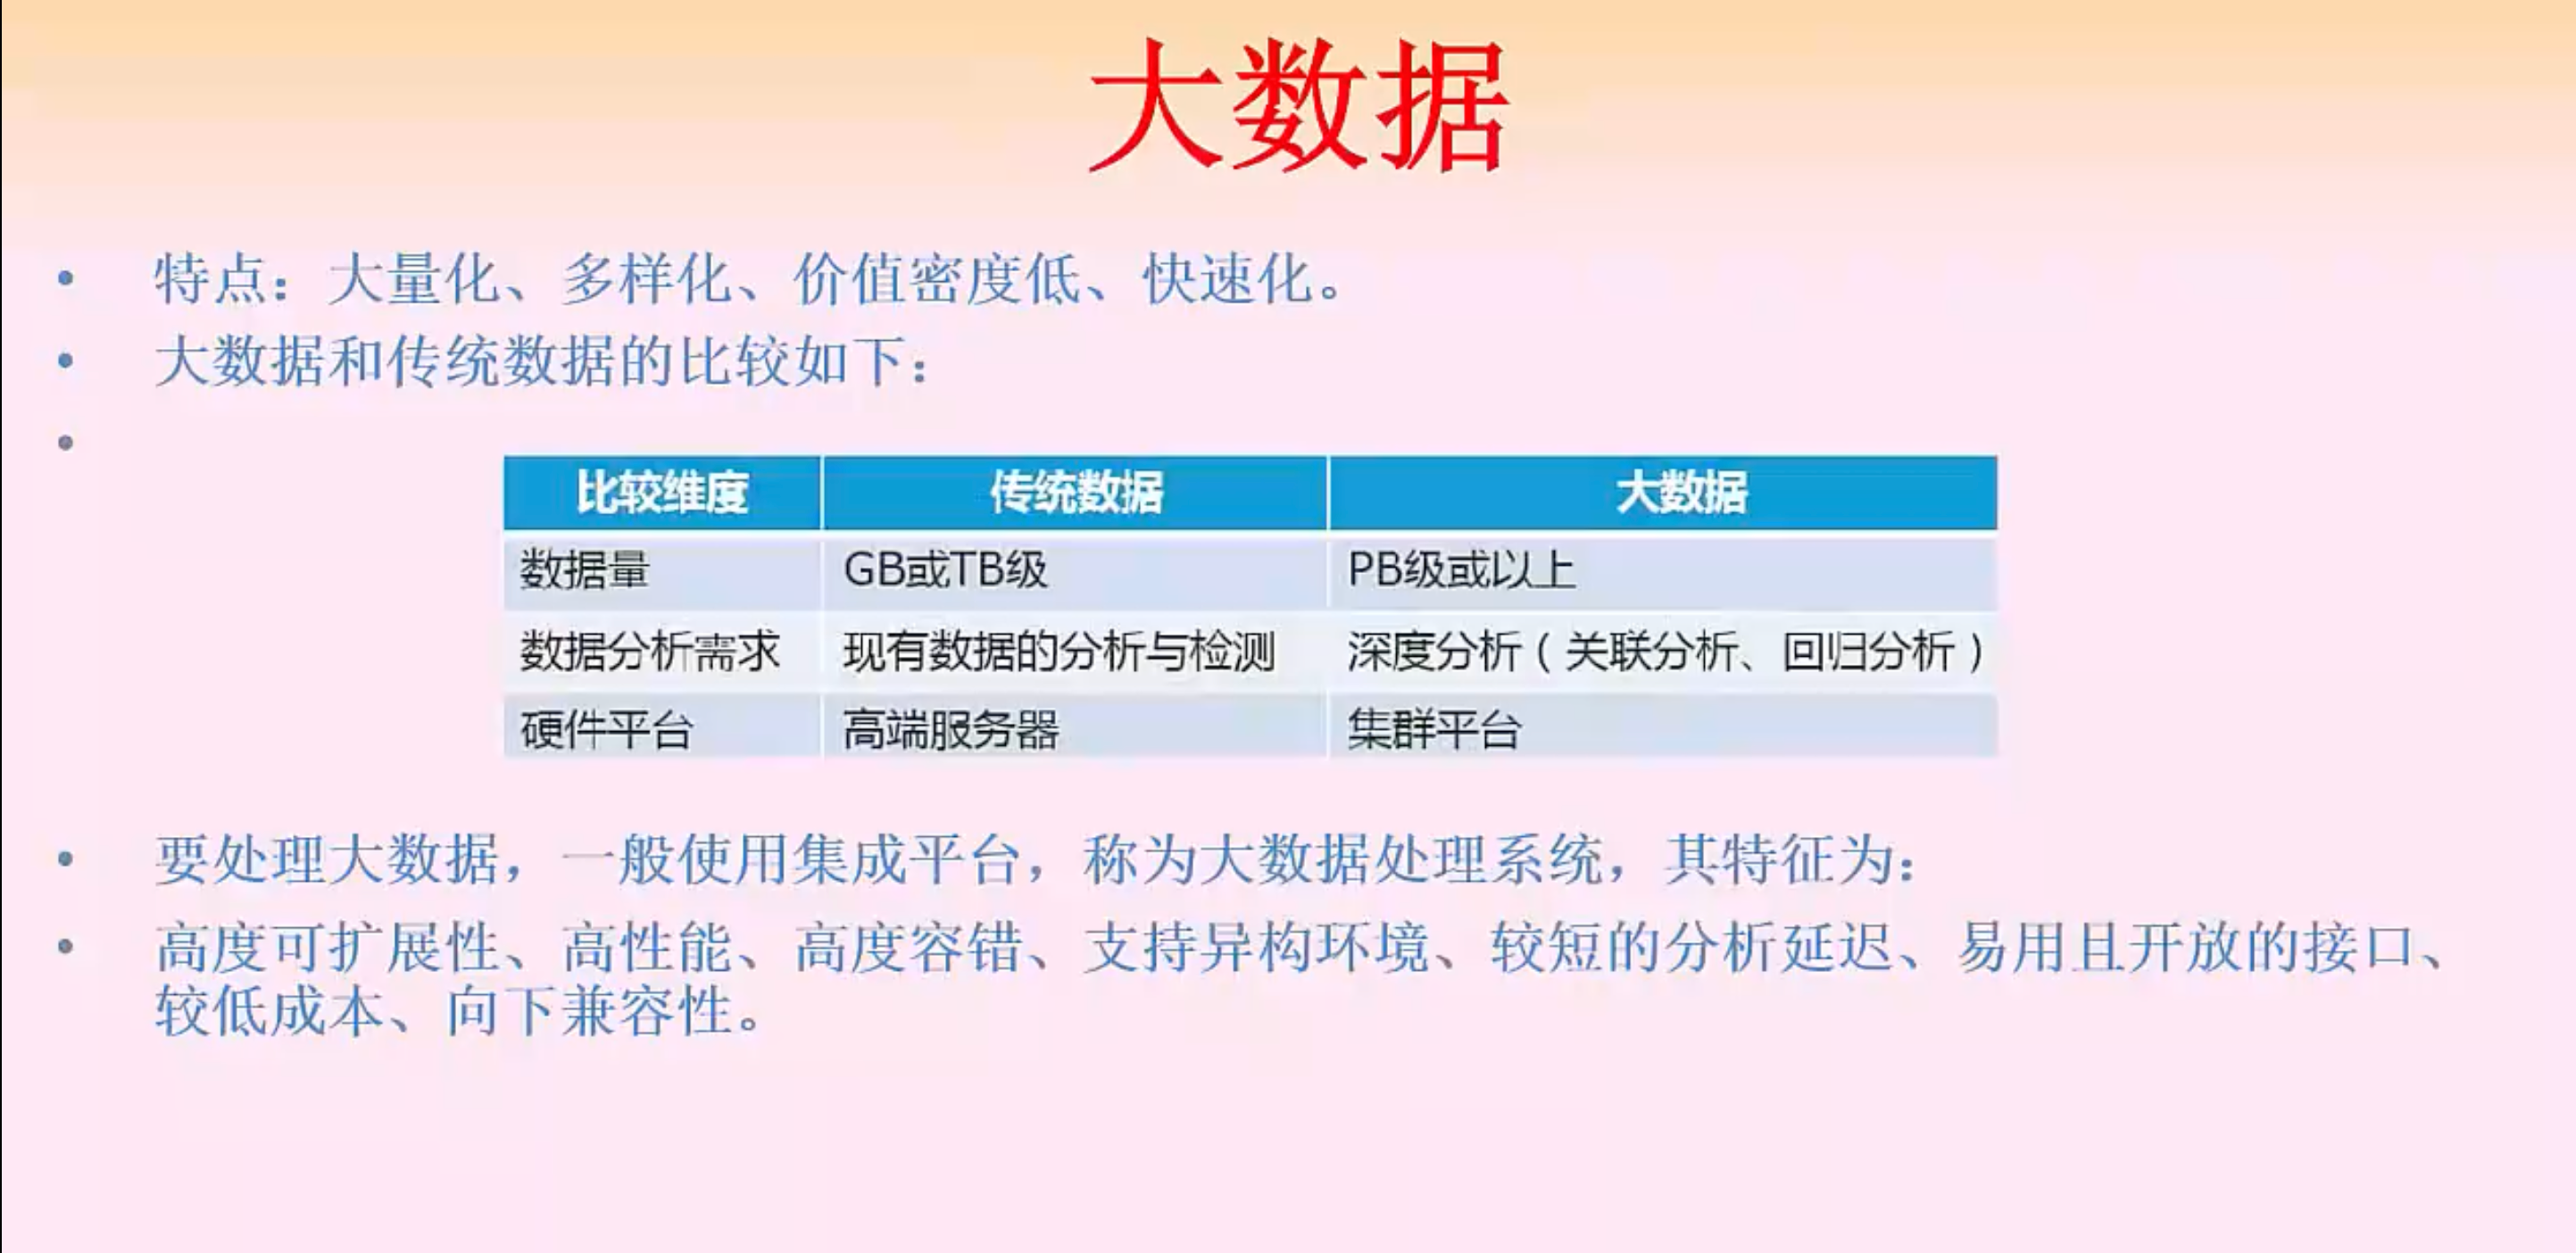 大数据
特点：大量化、多样化、价值密度低、快速化。
大数据和传统数据的比较如下：
比较维度 传统数据 大数据
数据量 GB或TB级 PB级或以上
数据分析需求 现有数据的分析与检测 深度分析（关联分析、回归分析）
硬件平台 高端服务器 集群平台
要处理大数据，一般使用集成平台，称为大数据处理系统，其特征为：
高度可扩展性、高性能、高度容错、支持异构环境、较短的分析延迟、易用且开放的接口、
较低成本、向下兼容性。